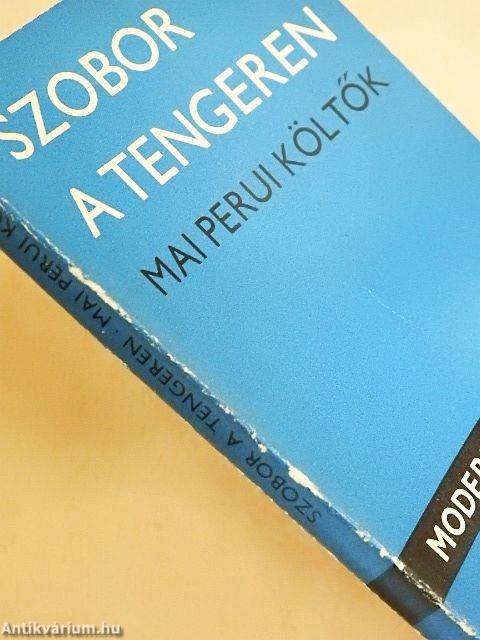 SZOBOR
A TENGEREN
MAI PERUI KÖLTŐK
SZOBOR A TENGEREN · MAI PERUI
MODER
Antikvárium.hu